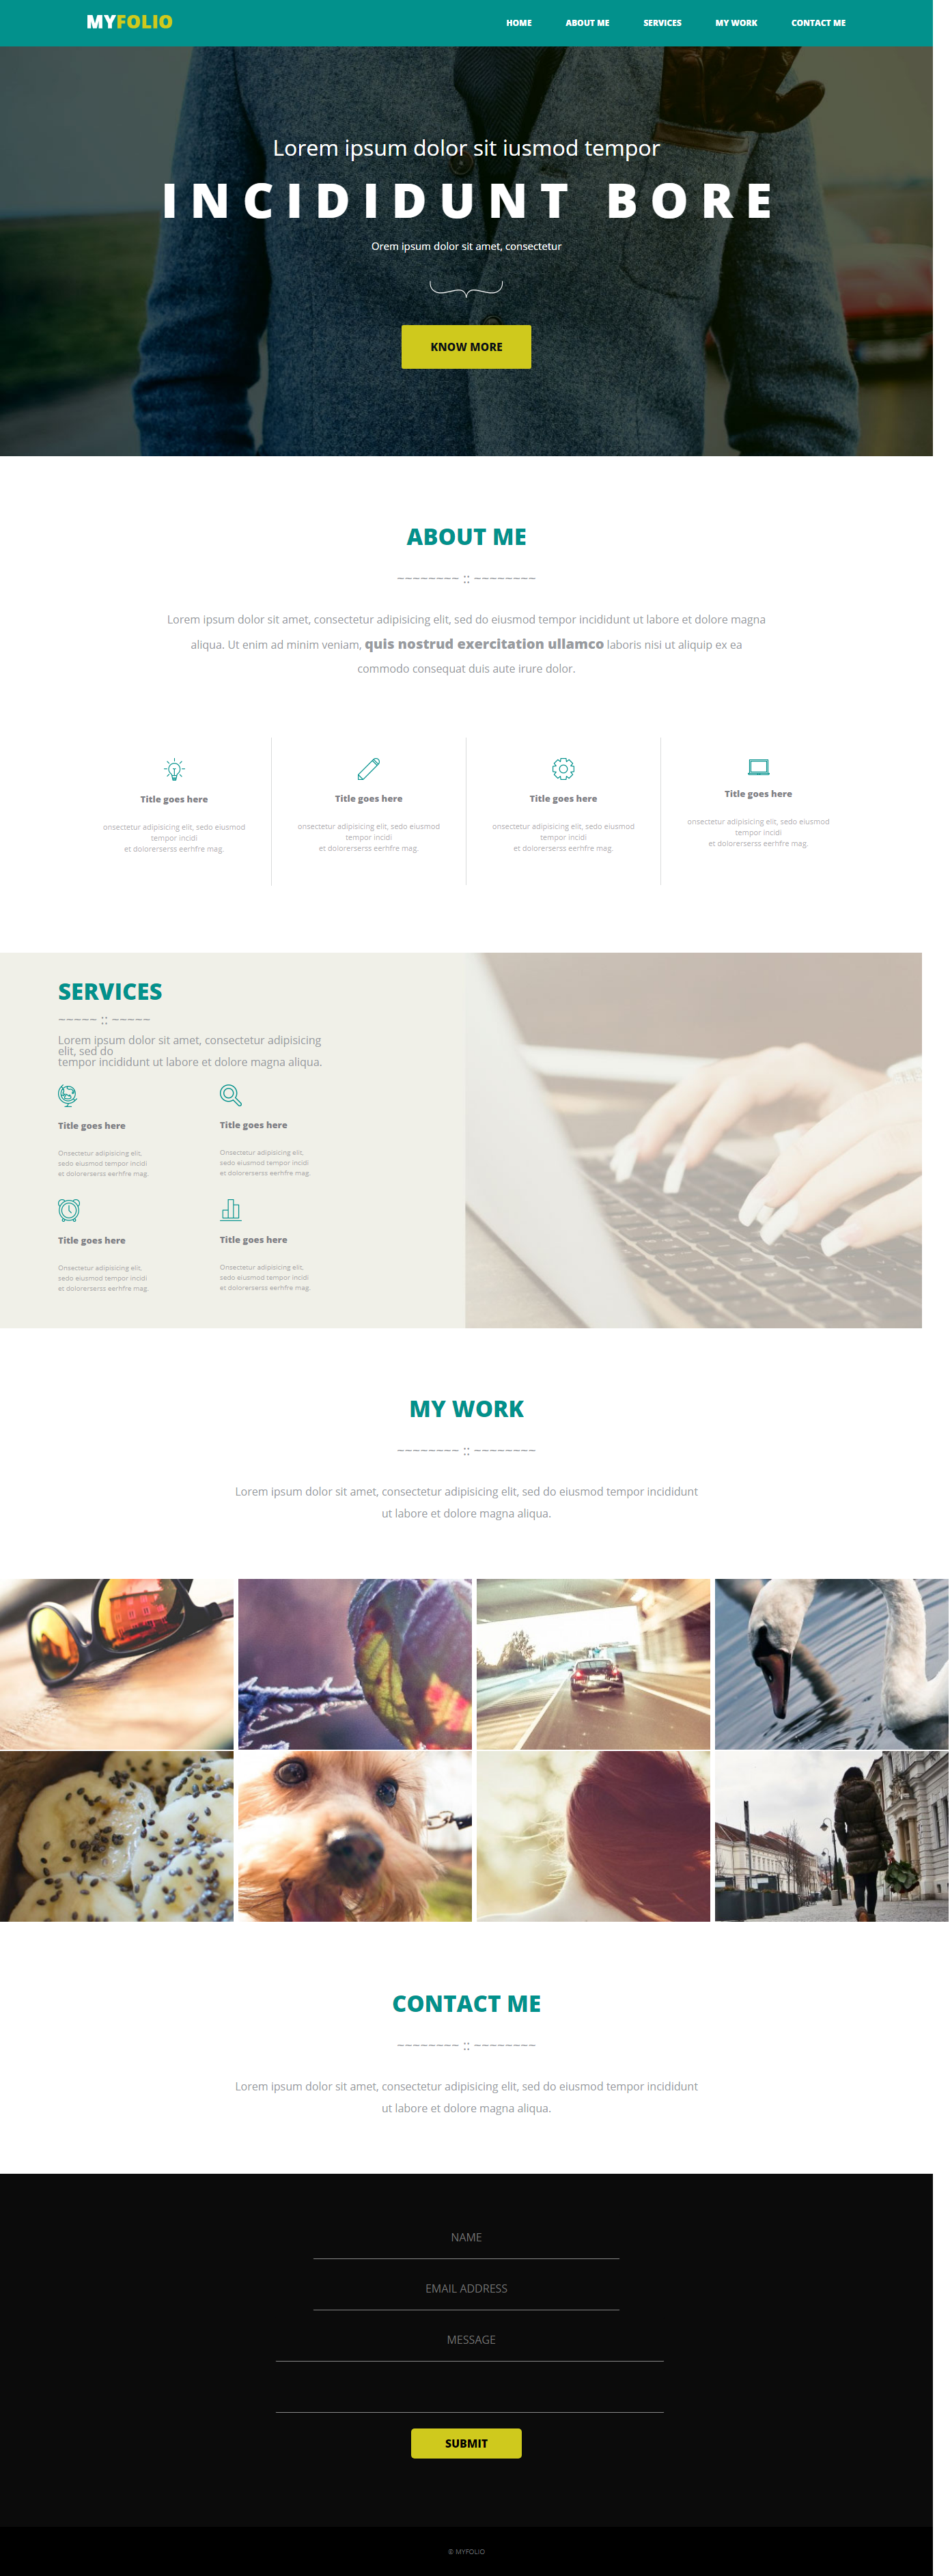 MYFOLIO
HOME ABOUT ME SERVICES MY WORK CONTACT ME
Lorem ipsum dolor sit iusmod tempor
INCIDIDUNT BORE
Orem ipsum dolor sit amet, consectetur
KNOW MORE
ABOUT ME
~~~~~~~~ :: ~~~~~~~~
Lorem ipsum dolor sit amet, consectetur adipisicing elit, sed do eiusmod tempor incididunt ut labore et dolore magna
aliqua. Ut enim ad minim veniam, quis nostrud exercitation ullamco laboris nisi ut aliquip ex ea
commodo consequat duis aute irure dolor.
Title goes here
onsectetur adipisicing elit, sedo eiusmod
tempor incidi
et dolorerserss eerhfre mag.
Title goes here
onsectetur adipisicing elit, sedo eiusmod
tempor incidi
et dolorerserss eerhfre mag.
Title goes here
onsectetur adipisicing elit, sedo eiusmod
tempor incidi
et dolorerserss eerhfre mag.
Title goes here
onsectetur adipisicing elit, sedo eiusmod
tempor incidi
et dolorerserss eerhfre mag.
SERVICES
~~~~~ :: ~~~~~
Lorem ipsum dolor sit amet, consectetur adipisicing
elit, sed do
tempor incididunt ut labore et dolore magna aliqua.
Title goes here
Onsectetur adipisicing elit,
sedo eiusmod tempor incidi
et dolorerserss eerhfre mag.
Title goes here
Onsectetur adipisicing elit,
sedo eiusmod tempor incidi
et dolorerserss eerhfre mag.
Title goes here
Onsectetur adipisicing elit,
sedo eiusmod tempor incidi
et dolorerserss eerhfre mag.
Title goes here
Onsectetur adipisicing elit,
sedo eiusmod tempor incidi
et dolorerserss eerhfre mag.
MY WORK
~~~~~~~~ :: ~~~~~~~~
Lorem ipsum dolor sit amet, consectetur adipisicing elit, sed do eiusmod tempor incididunt
ut labore et dolore magna aliqua.
CONTACT ME
~~~~~~~~ :: ~~~~~~~~
Lorem ipsum dolor sit amet, consectetur adipisicing elit, sed do eiusmod tempor incididunt
ut labore et dolore magna aliqua.
NAME
EMAIL ADDRESS
MESSAGE
SUBMIT
© MYFOLIO